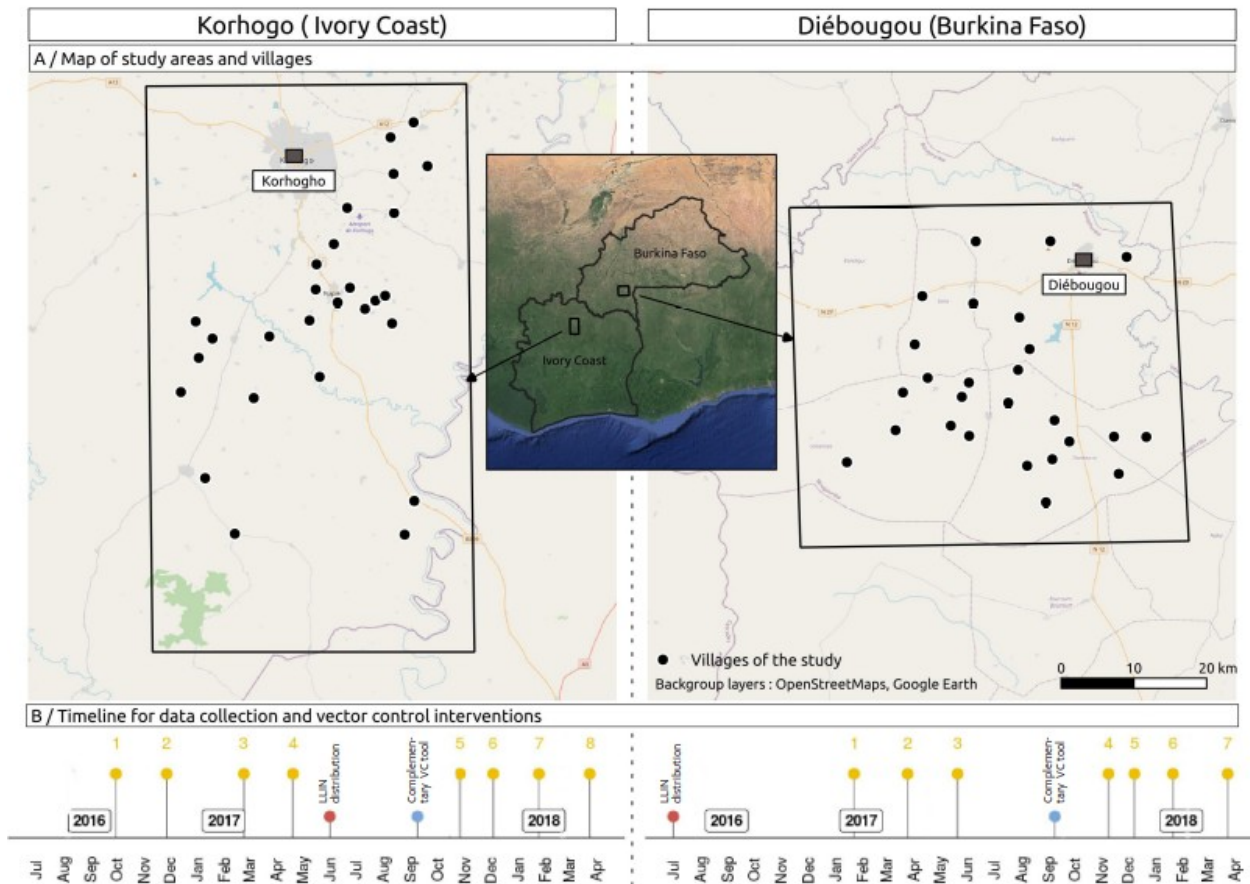 Korhogo ( Ivory Coast)
Diébougou (Burkina Faso)
A / Map of study areas and villages
A12
Korhogho
Burkina Faso
Ivory Coast
Diébougou
N 12
N 12
Villages of the study
Backgroup layers : OpenStreetMaps, Google Earth
0 10 20 km
B / Timeline for data collection and vector control interventions
1 2 3 4 LLIN distribution Complemen-tary VC tool 5 6 7 8
2016 2017 2018
Jul Aug Sep Oct Nov Dec Jan Feb Mar Apr May Jun Jul Aug Sep Oct Nov Dec Jan Feb Mar Apr
LLIN distribution 1 2 3 Complemen-tary VC tool 4 5 6 7
2016 2017 2018
Jul Aug Sep Oct Nov Dec Jan Feb Mar Apr May Jun Jul Aug Sep Oct Nov Dec Jan Feb Mar Apr